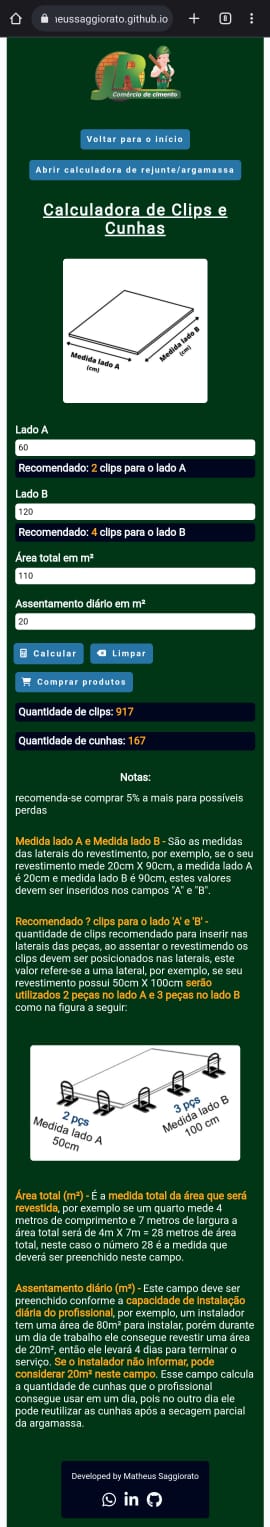 neussaggiorato.github.io
8
JR
Comércio de cimento
Voltar para o início
Abrir calculadora de rejunte/argamassa
Calculadora de Clips e
Cunhas
Medida lado A
(cm)
Medida lado B
(cm)
Lado A
60
Recomendado: 2 clips para o lado A
Lado B
120
Recomendado: 4 clips para o lado B
Área total em m²
110
Assentamento diário em m²
20
Calcular
Limpar
Comprar produtos
Quantidade de clips: 917
Quantidade de cunhas: 167
Notas:
recomenda-se comprar 5% a mais para possíveis
perdas
Medida lado A e Medida lado B - São as medidas
das laterais do revestimento, por exemplo, se o seu
revestimento mede 20cm X 90cm, a medida lado A
é 20cm e medida lado B é 90cm, estes valores
devem ser inseridos nos campos "A" e "B".
Recomendado ? clips para o lado 'A' e 'B' -
quantidade de clips recomendado para inserir nas
laterais das peças, ao assentar o revestimendo os
clips devem ser posicionados nas laterais, este
valor refere-se a uma lateral, por exemplo, se seu
revestimento possui 50cm X 100cm serão
utilizados 2 peças no lado A e 3 peças no lado B
como na figura a seguir:
2 pçs
Medida lado A
50cm
3 pçs
Medida lado B
100 cm
Área total (m²) - É a medida total da área que será
revestida, por exemplo se um quarto mede 4
metros de comprimento e 7 metros de largura a
área total será de 4m X 7m = 28 metros de área
total, neste caso o número 28 é a medida que
deverá ser preenchido neste campo.
Assentamento diário (m²) - Este campo deve ser
preenchido conforme a capacidade de instalação
diária do profissional, por exemplo, um instalador
tem uma área de 80m² para instalar, porém durante
um dia de trabalho ele consegue revestir uma área
de 20m², então ele levará 4 dias para terminar o
serviço. Se o instalador não informar, pode
considerar 20m² neste campo. Esse campo calcula
a quantidade de cunhas que o profissional
consegue usar em um dia, pois no outro dia ele
pode reutilizar as cunhas após a secagem parcial
da argamassa.
Developed by Matheus Saggiorato